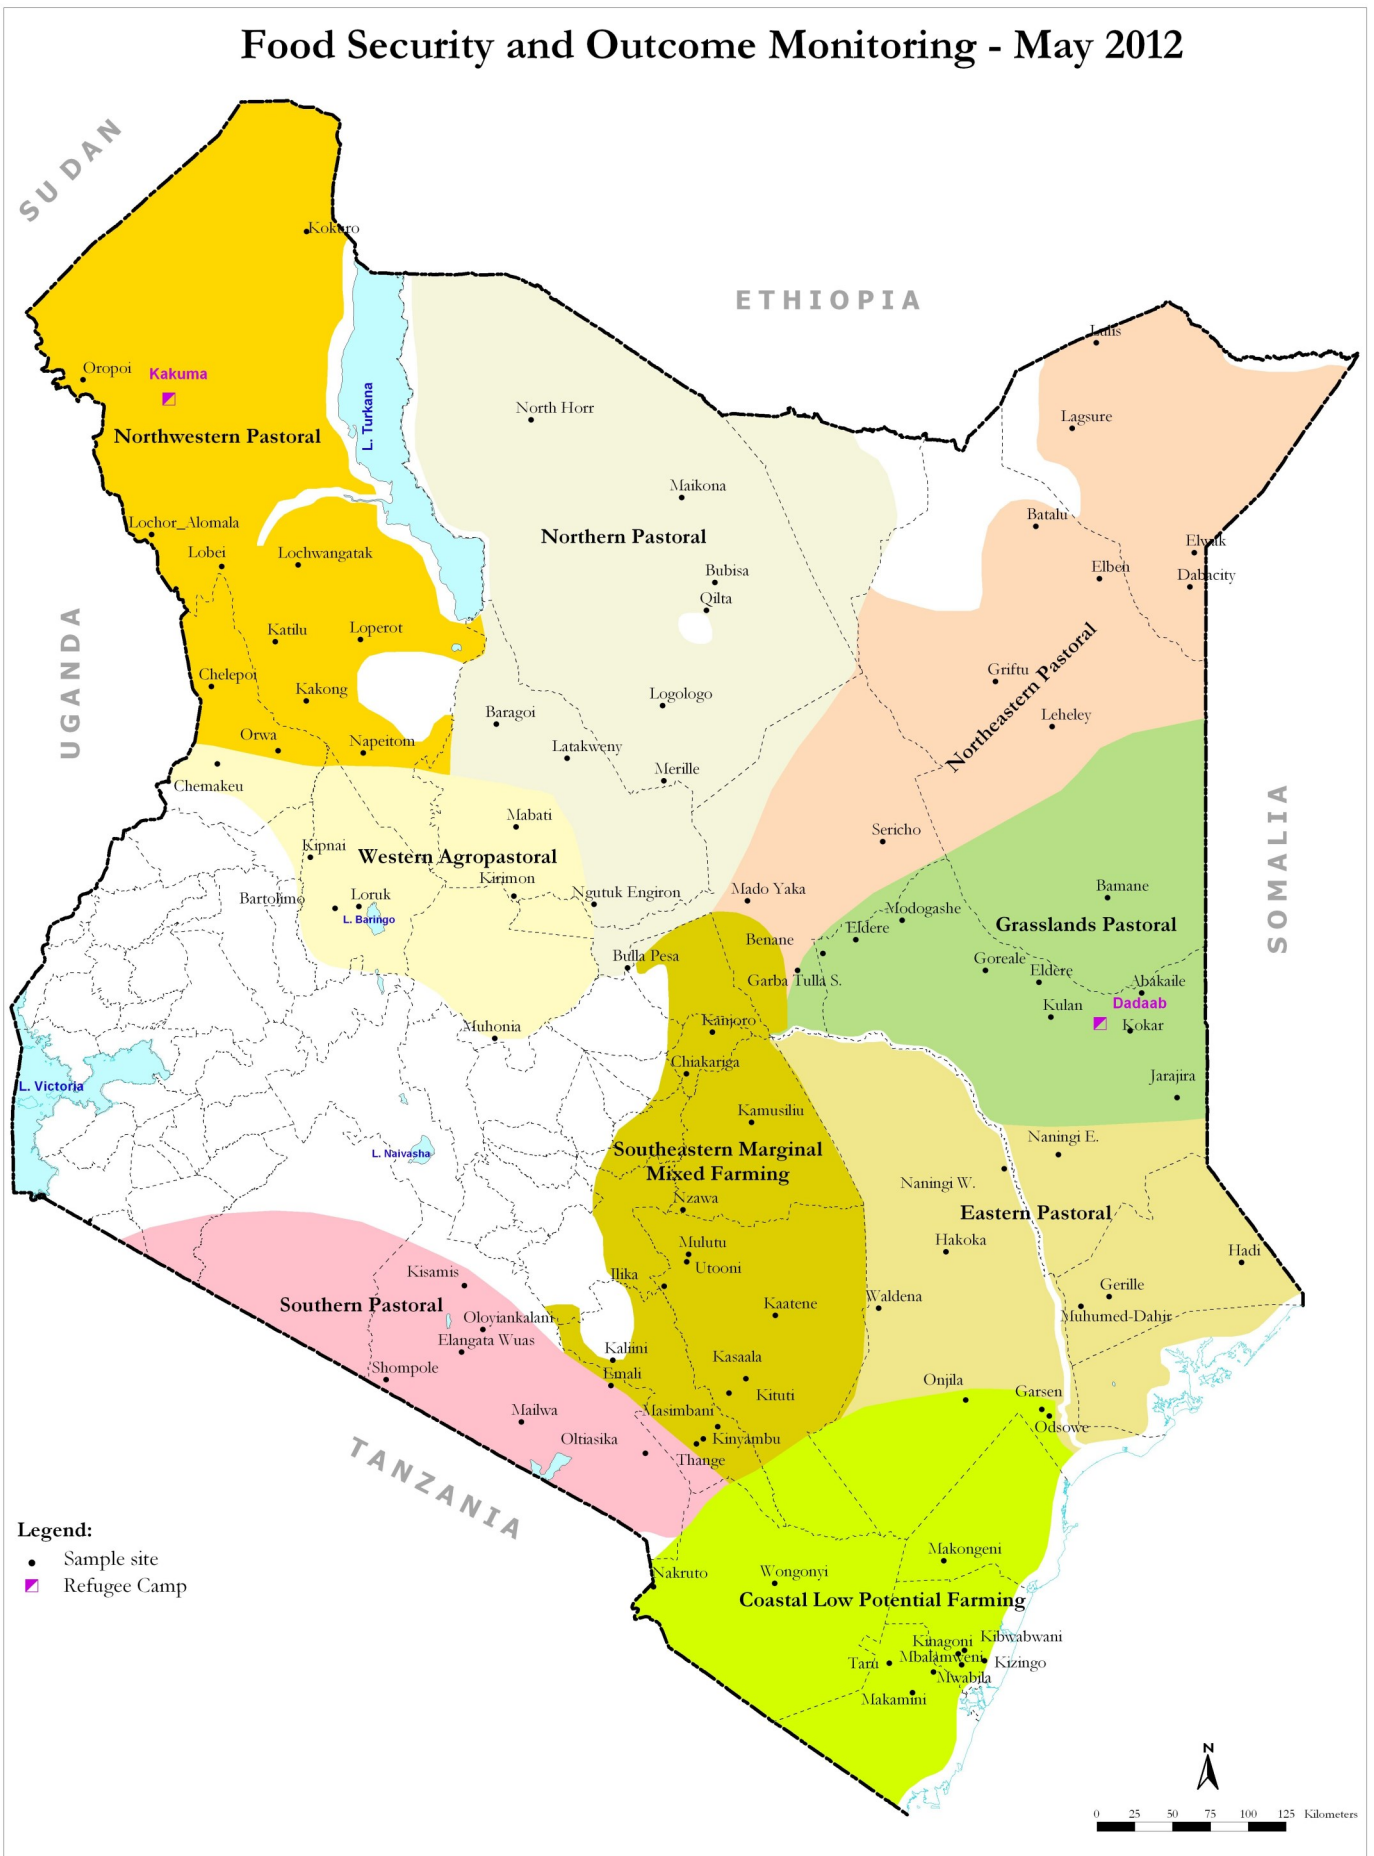 Food Security and Outcome Monitoring - May 2012
SUDAN
Kokuro
ETHIOPIA
Lulis
Oropoi
Kakuma
L. Turkana
North Horr
Lagsure
Northwestern Pastoral
Maikona
Lochor_Alomala
Batalu
Northern Pastoral
Elwak
Lobei
Lochwangatak
Bubisa
Elben
Dabacity
Qilta
UGANDA
Katilu
Loperot
Northeastern Pastoral
Chelepoi
Kakong
Griftu
Logologo
Baragoi
Leheley
Orwa
Napeitom
Latakweny
Merille
Chemakeu
SOMALIA
Mabati
Sericho
Kipnai
Western Agropastoral
Kirimon
Ngutuk Engiron
Mado Yaka
Bamane
Bartolimo
Loruk
L. Baringo
Modogashe
Grasslands Pastoral
Eldere
Benane
Bulla Pesa
Goreale
Eldere
Garba Tulla S.
Abakaile
Dadaab
Kulan
Kokar
Muhonia
Kanjoro
Chiakariga
Jarajira
L. Victoria
Kamusiliu
Naningi E.
L. Naivasha
Southeastern Marginal
Mixed Farming
Naningi W.
Nzawa
Eastern Pastoral
Mulutu
Hakoka
Hadi
Utooni
Kisamis
Ilika
Gerille
Southern Pastoral
Kaatene
Waldena
Oloyiankalani
Muhumed-Dahir
Elangata Wuas
Kaliini
Kasaala
Shompole
Emali
Kituti
Onjila
Garsen
Mailwa
Masimbani
Odsowe
Oltiasika
Kinyambu
Thange
TANZANIA
Legend:
Sample site
Refugee Camp
Makongeni
Nakruto
Wongonyi
Coastal Low Potential Farming
Kinagoni
Kibwabwani
Taru
Mbalamweni
Kizingo
Mwabila
Makamini
N
0 25 50 75 100 125 Kilometers